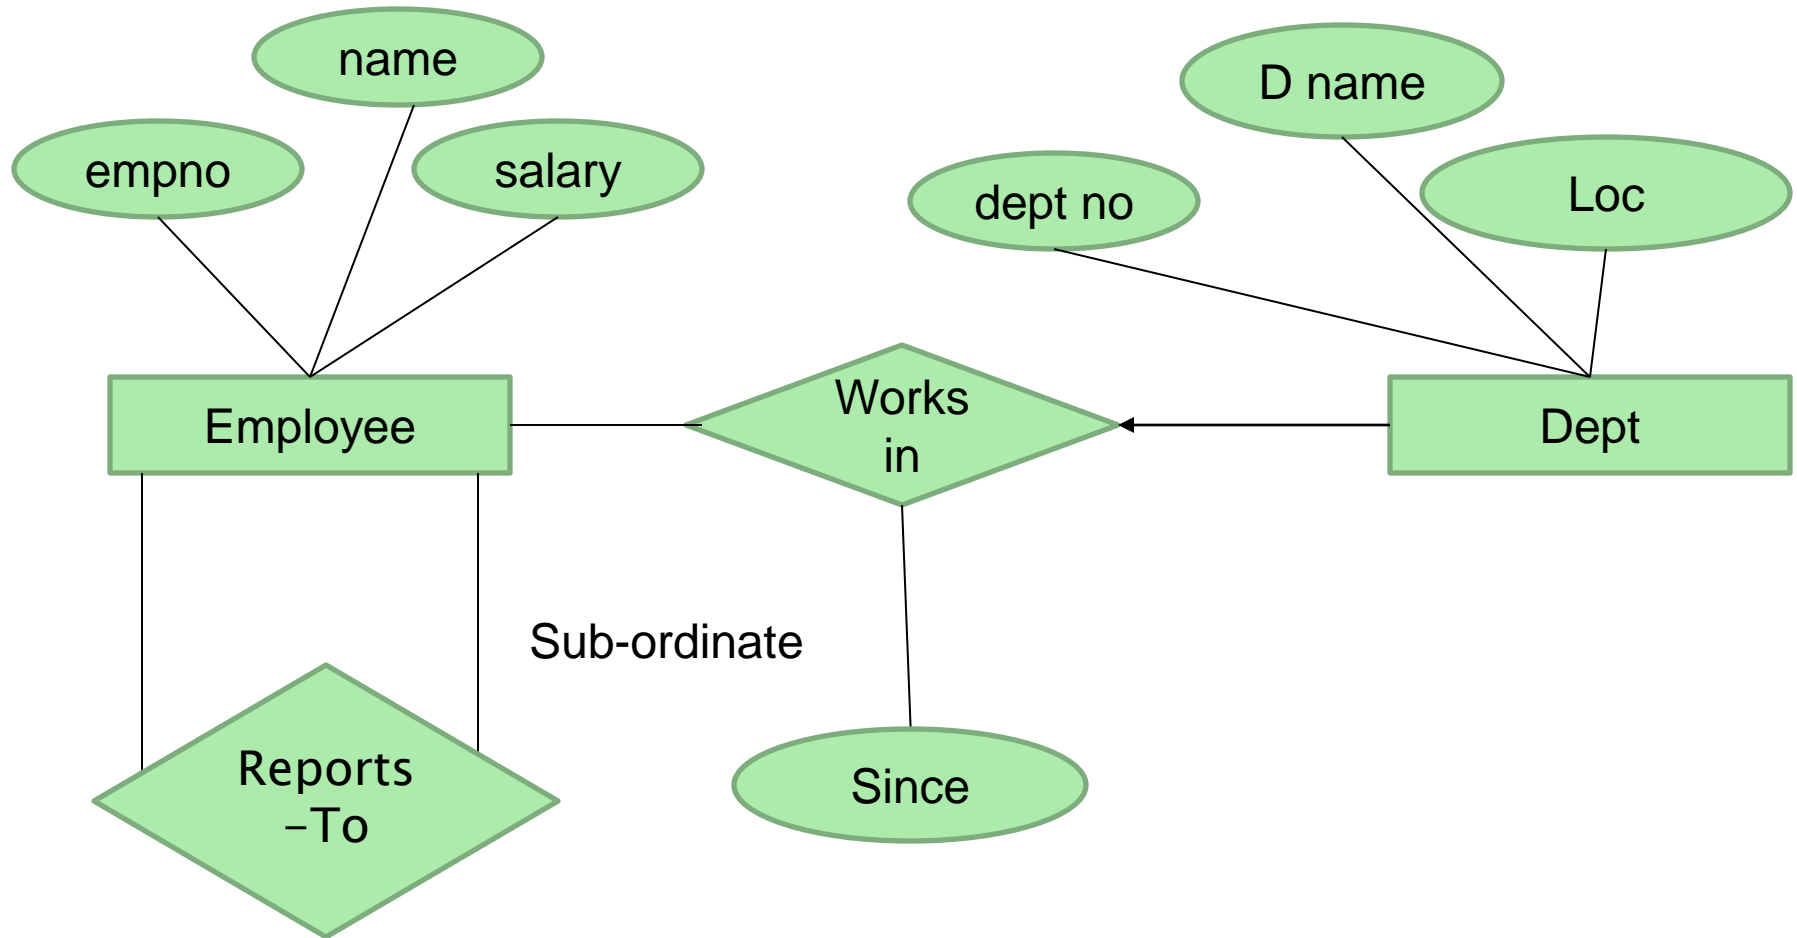 name
D name
empno
salary
dept no
Loc
Employee
Works
in
Dept
Sub-ordinate
Reports
-To
Since